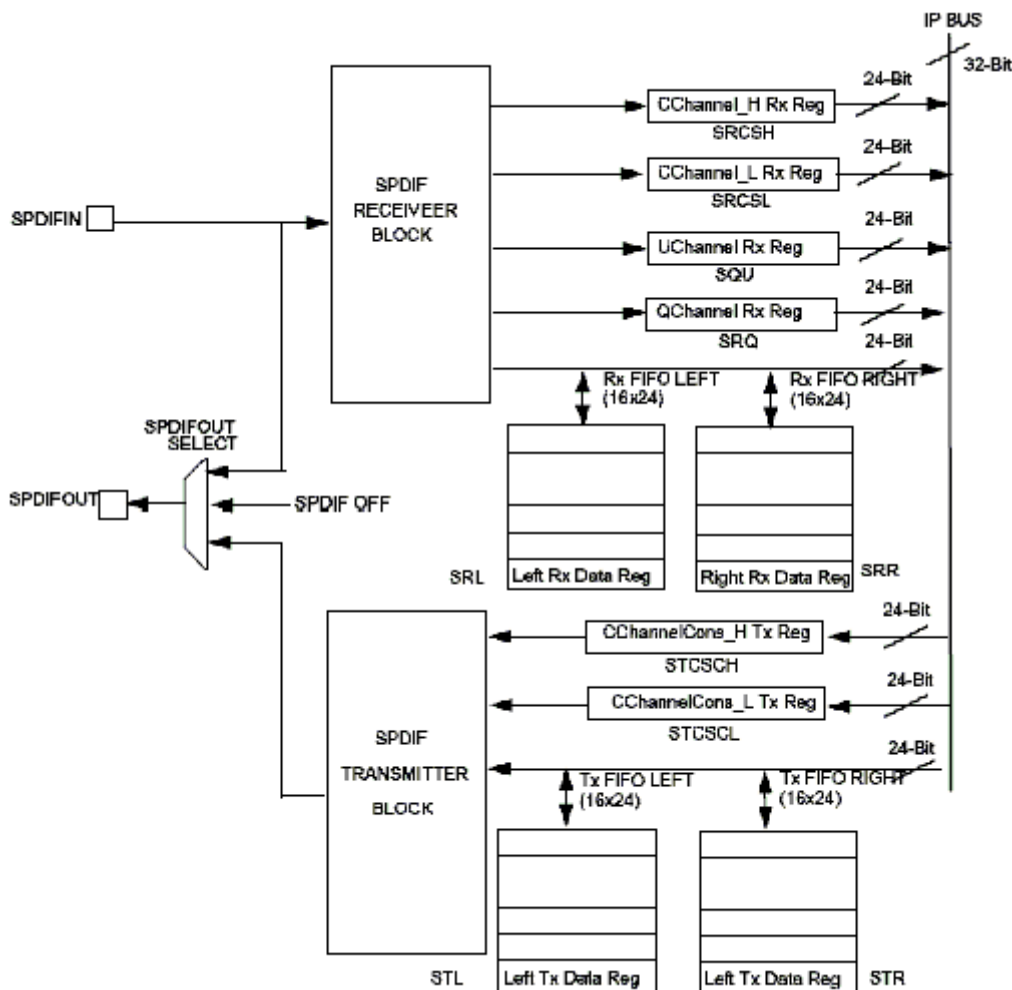 IP BUS
32-Bit
24-Bit
CChannel_H Rx Reg
SRCSH
24-Bit
CChannel_L Rx Reg
SRCSL
SPDIF
RECEIVEER
BLOCK
SPDIFIN
24-Bit
UChannel Rx Reg
SQU
24-Bit
QChannel Rx Reg
SRQ
24-Bit
Rx FIFO LEFT
(16x24)
Rx FIFO RIGHT
(16x24)
SPDIFOUT
SELECT
SPDIFOUT
SPDIF OFF
SRL
Left Rx Data Reg
Right Rx Data Reg
SRR
24-Bit
CChannelCons_H Tx Reg
STCSCH
24-Bit
CChannelCons_L Tx Reg
STCSCL
SPDIF
TRANSMITTER
BLOCK
24-Bit
Tx FIFO LEFT
(16x24)
Tx FIFO RIGHT
(16x24)
STL
Left Tx Data Reg
Left Tx Data Reg
STR